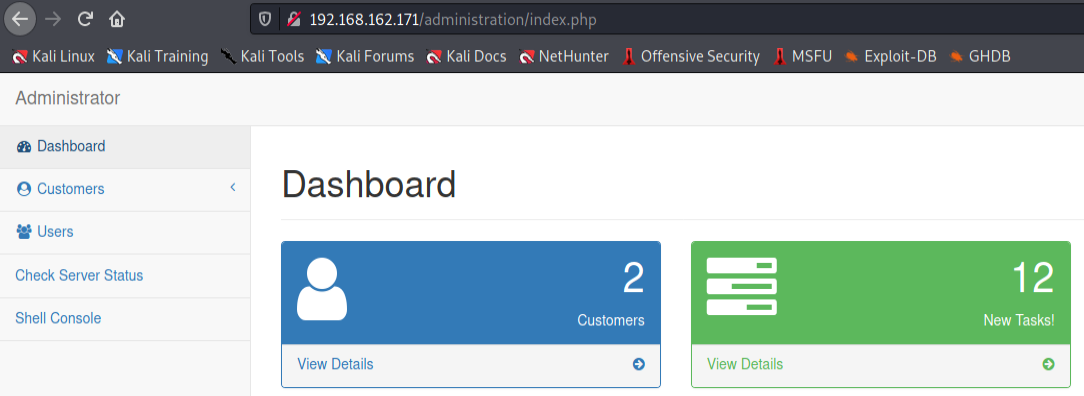 192.168.162.171/administration/index.php
Kali Linux Kali Training Kali Tools Kali Forums Kali Docs NetHunter Offensive Security MSFU Exploit-DB GHDB
Administrator
Dashboard
Customers
Users
Check Server Status
Shell Console
Dashboard
2
Customers
View Details
12
New Tasks!
View Details